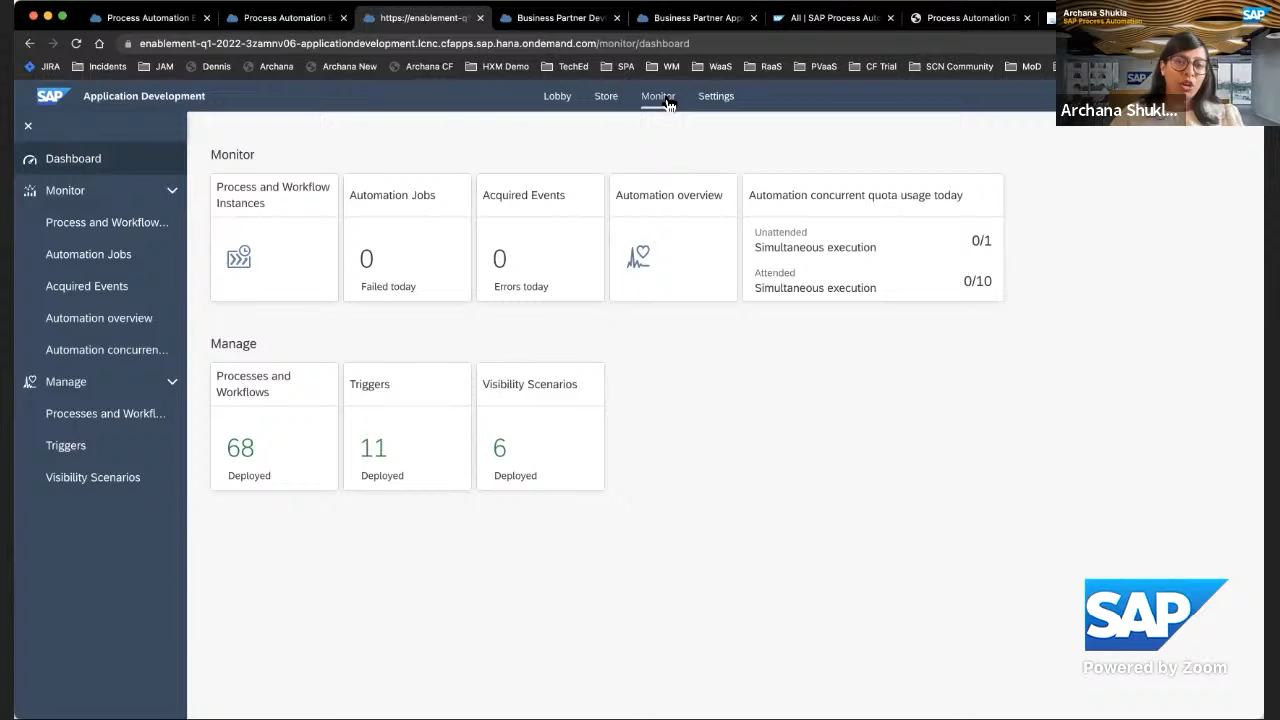 Process Automation E
Process Automation E
https://enablement-q1
Business Partner Dev
Business Partner App
All | SAP Process Auto
Process Automation T
enablement-q1-2022-3zamnv06-applicationdevelopment.lcnc.cfapps.sap.hana.ondemand.com/monitor/dashboard
JIRA
Incidents
JAM
Dennis
Archana
Archana New
Archana CF
HXM Demo
TechEd
SPA
WM
WaaS
RaaS
PVaaS
CF Trial
SCN Community
MoD
Archana Shukla
SAP Process Automation
SAP
SAP
Archana Shukl...
SAP
Application Development
Lobby
Store
Monitor
Settings
Dashboard
Monitor
Process and Workflow...
Automation Jobs
Acquired Events
Automation overview
Automation concurren...
Manage
Processes and Workfl...
Triggers
Visibility Scenarios
Monitor
Process and Workflow
Instances
Automation Jobs
0
Failed today
Acquired Events
0
Errors today
Automation overview
Automation concurrent quota usage today
Unattended
Simultaneous execution
0/1
Attended
Simultaneous execution
0/10
Manage
Processes and
Workflows
68
Deployed
Triggers
11
Deployed
Visibility Scenarios
6
Deployed
SAP
Powered by Zoom